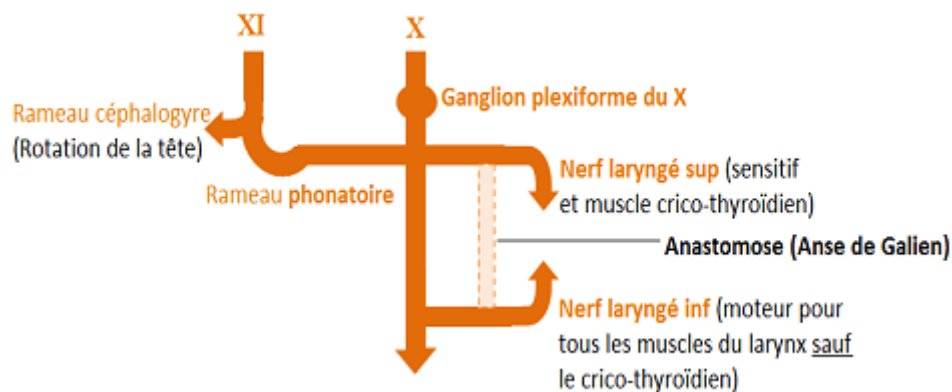 XI
X
Ganglion plexiforme du X
Rameau céphalogyre
(Rotation de la tête)
Rameau phonatoire
Nerf laryngé sup (sensitif
et muscle crico-thyroïdien)
Anastomose (Anse de Galien)
Nerf laryngé inf (moteur pour
tous les muscles du larynx sauf
le crico-thyroïdien)